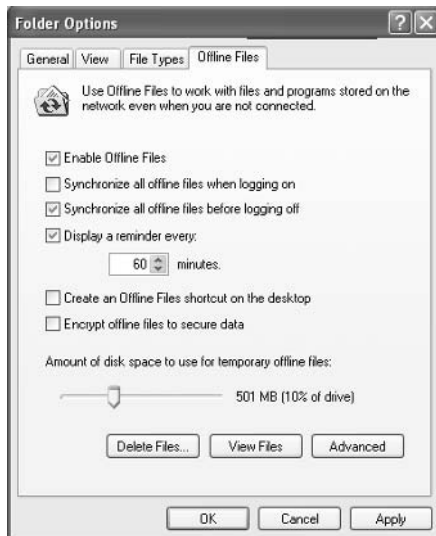 Folder Options
General View File Types Offline Files
Use Offline Files to work with files and programs stored on the
network even when you are not connected.
Enable Offline Files
Synchronize all offline files when logging on
Synchronize all offline files before logging off
Display a reminder every:
60 minutes.
Create an Offline Files shortcut on the desktop
Encrypt offline files to secure data
Amount of disk space to use for temporary offline files:
501 MB (10% of drive)
Delete Files... View Files Advanced
OK Cancel Apply